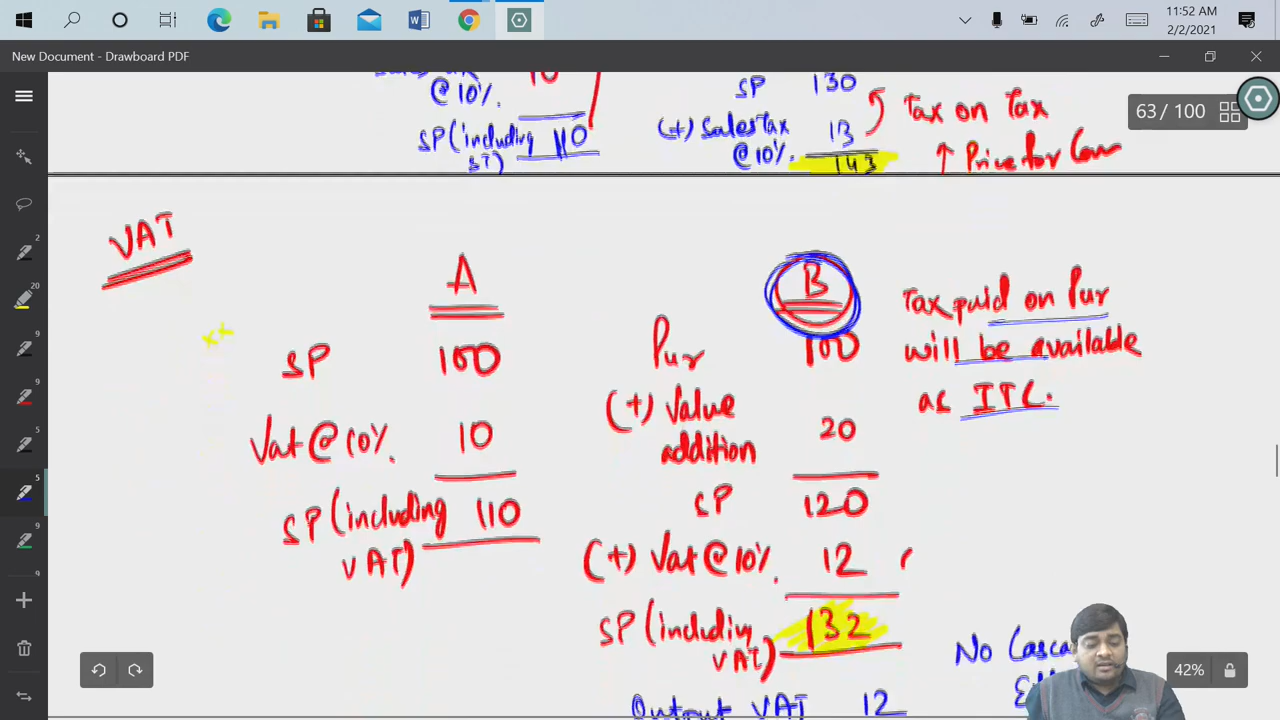 11:52 AM
2/2/2021
New Document - Drawboard PDF
63 / 100
@ 10%.
SP (including 110
ST)
SP 130
(+) Sales Tax 13
@ 10%. 143
Tax on Tax
↑ Price for
VAT
A
SP 100
Vat @ 10%. 10
SP (including 110
VAT)
B
Pur 100
(+) Value
addition 20
SP 120
(+) Vat @ 10%. 12
SP (including 132
VAT)
Output VAT 12
Tax paid on Pur
will be available
as ITC.
No Casca
42%